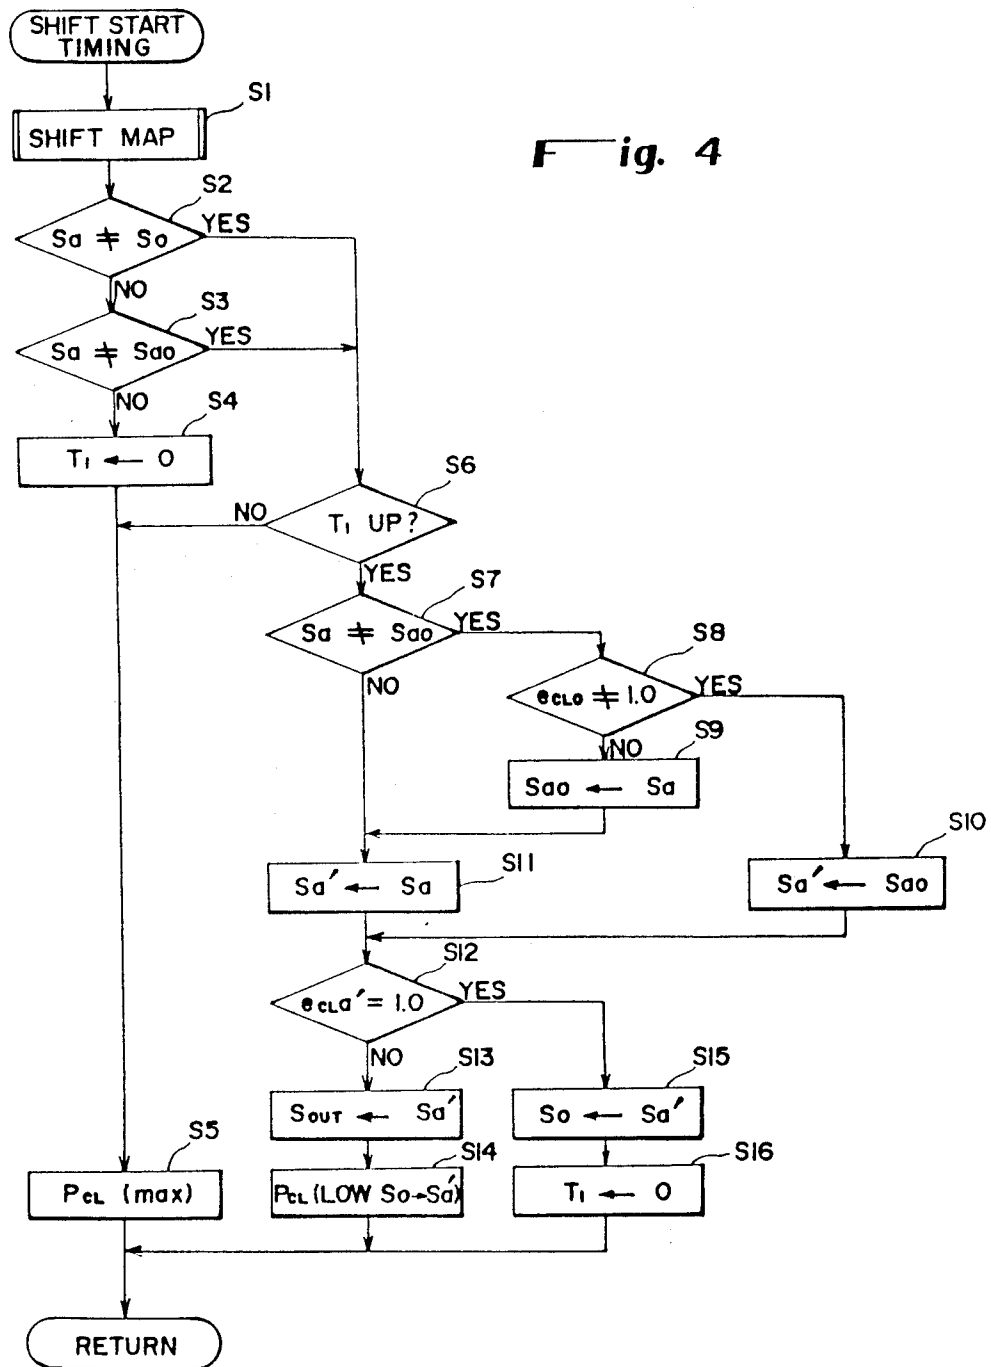 SHIFT START
TIMING
S1
SHIFT MAP
Fig. 4
S2
Sa ≠ So
YES
NO
S3
Sa ≠ Sao
YES
NO
S4
T1 ← 0
S6
T1 UP?
NO
YES
S7
Sa ≠ Sao
YES
NO
S8
eCLO ≠ 1.0
YES
NO
S9
Sao ← Sa
S10
Sa' ← Sao
S11
Sa' ← Sa
S12
eCLa' = 1.0
YES
NO
S13
SOUT ← Sa'
S15
So ← Sa'
S5
PCL (max)
S14
PCL (LOW So→Sa')
S16
T1 ← 0
RETURN